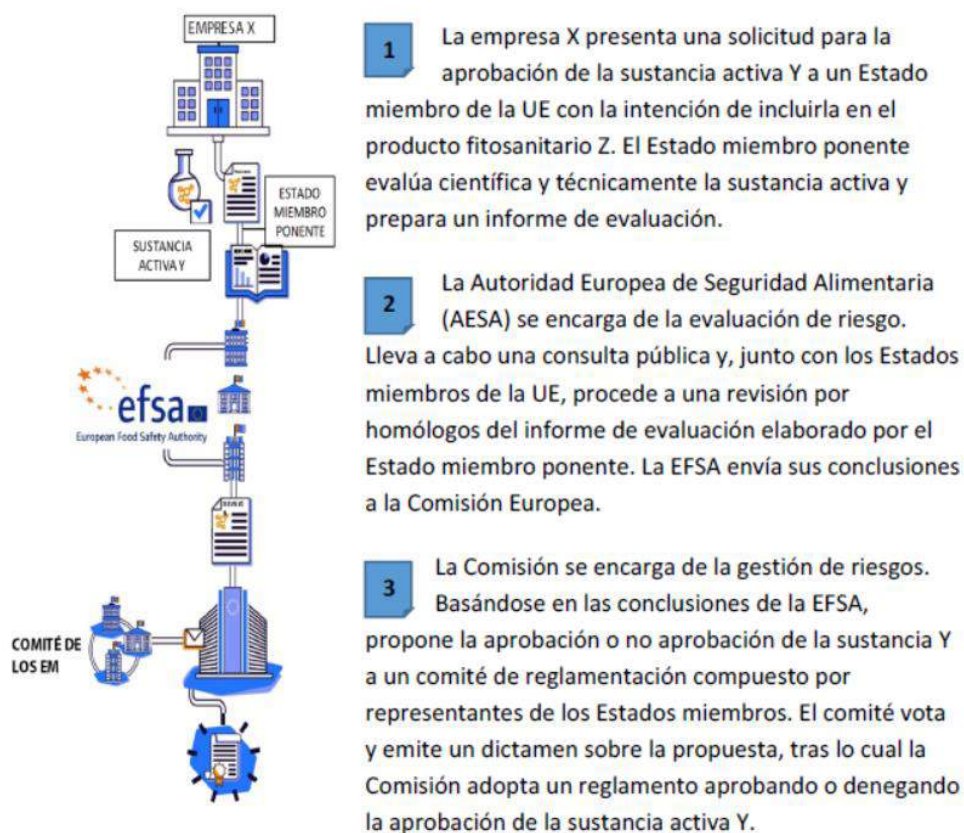 EMPRESA X
ESTADO
MIEMBRO
PONENTE
SUSTANCIA
ACTIVA Y
efsa
European Food Safety Authority
COMITÉ DE
LOS EM
1
La empresa X presenta una solicitud para la
aprobación de la sustancia activa Y a un Estado
miembro de la UE con la intención de incluirla en el
producto fitosanitario Z. El Estado miembro ponente
evalúa científica y técnicamente la sustancia activa y
prepara un informe de evaluación.
2
La Autoridad Europea de Seguridad Alimentaria
(AESA) se encarga de la evaluación de riesgo.
Lleva a cabo una consulta pública y, junto con los Estados
miembros de la UE, procede a una revisión por
homólogos del informe de evaluación elaborado por el
Estado miembro ponente. La EFSA envía sus conclusiones
a la Comisión Europea.
3
La Comisión se encarga de la gestión de riesgos.
Basándose en las conclusiones de la EFSA,
propone la aprobación o no aprobación de la sustancia Y
a un comité de reglamentación compuesto por
representantes de los Estados miembros. El comité vota
y emite un dictamen sobre la propuesta, tras lo cual la
Comisión adopta un reglamento aprobando o denegando
la aprobación de la sustancia activa Y.